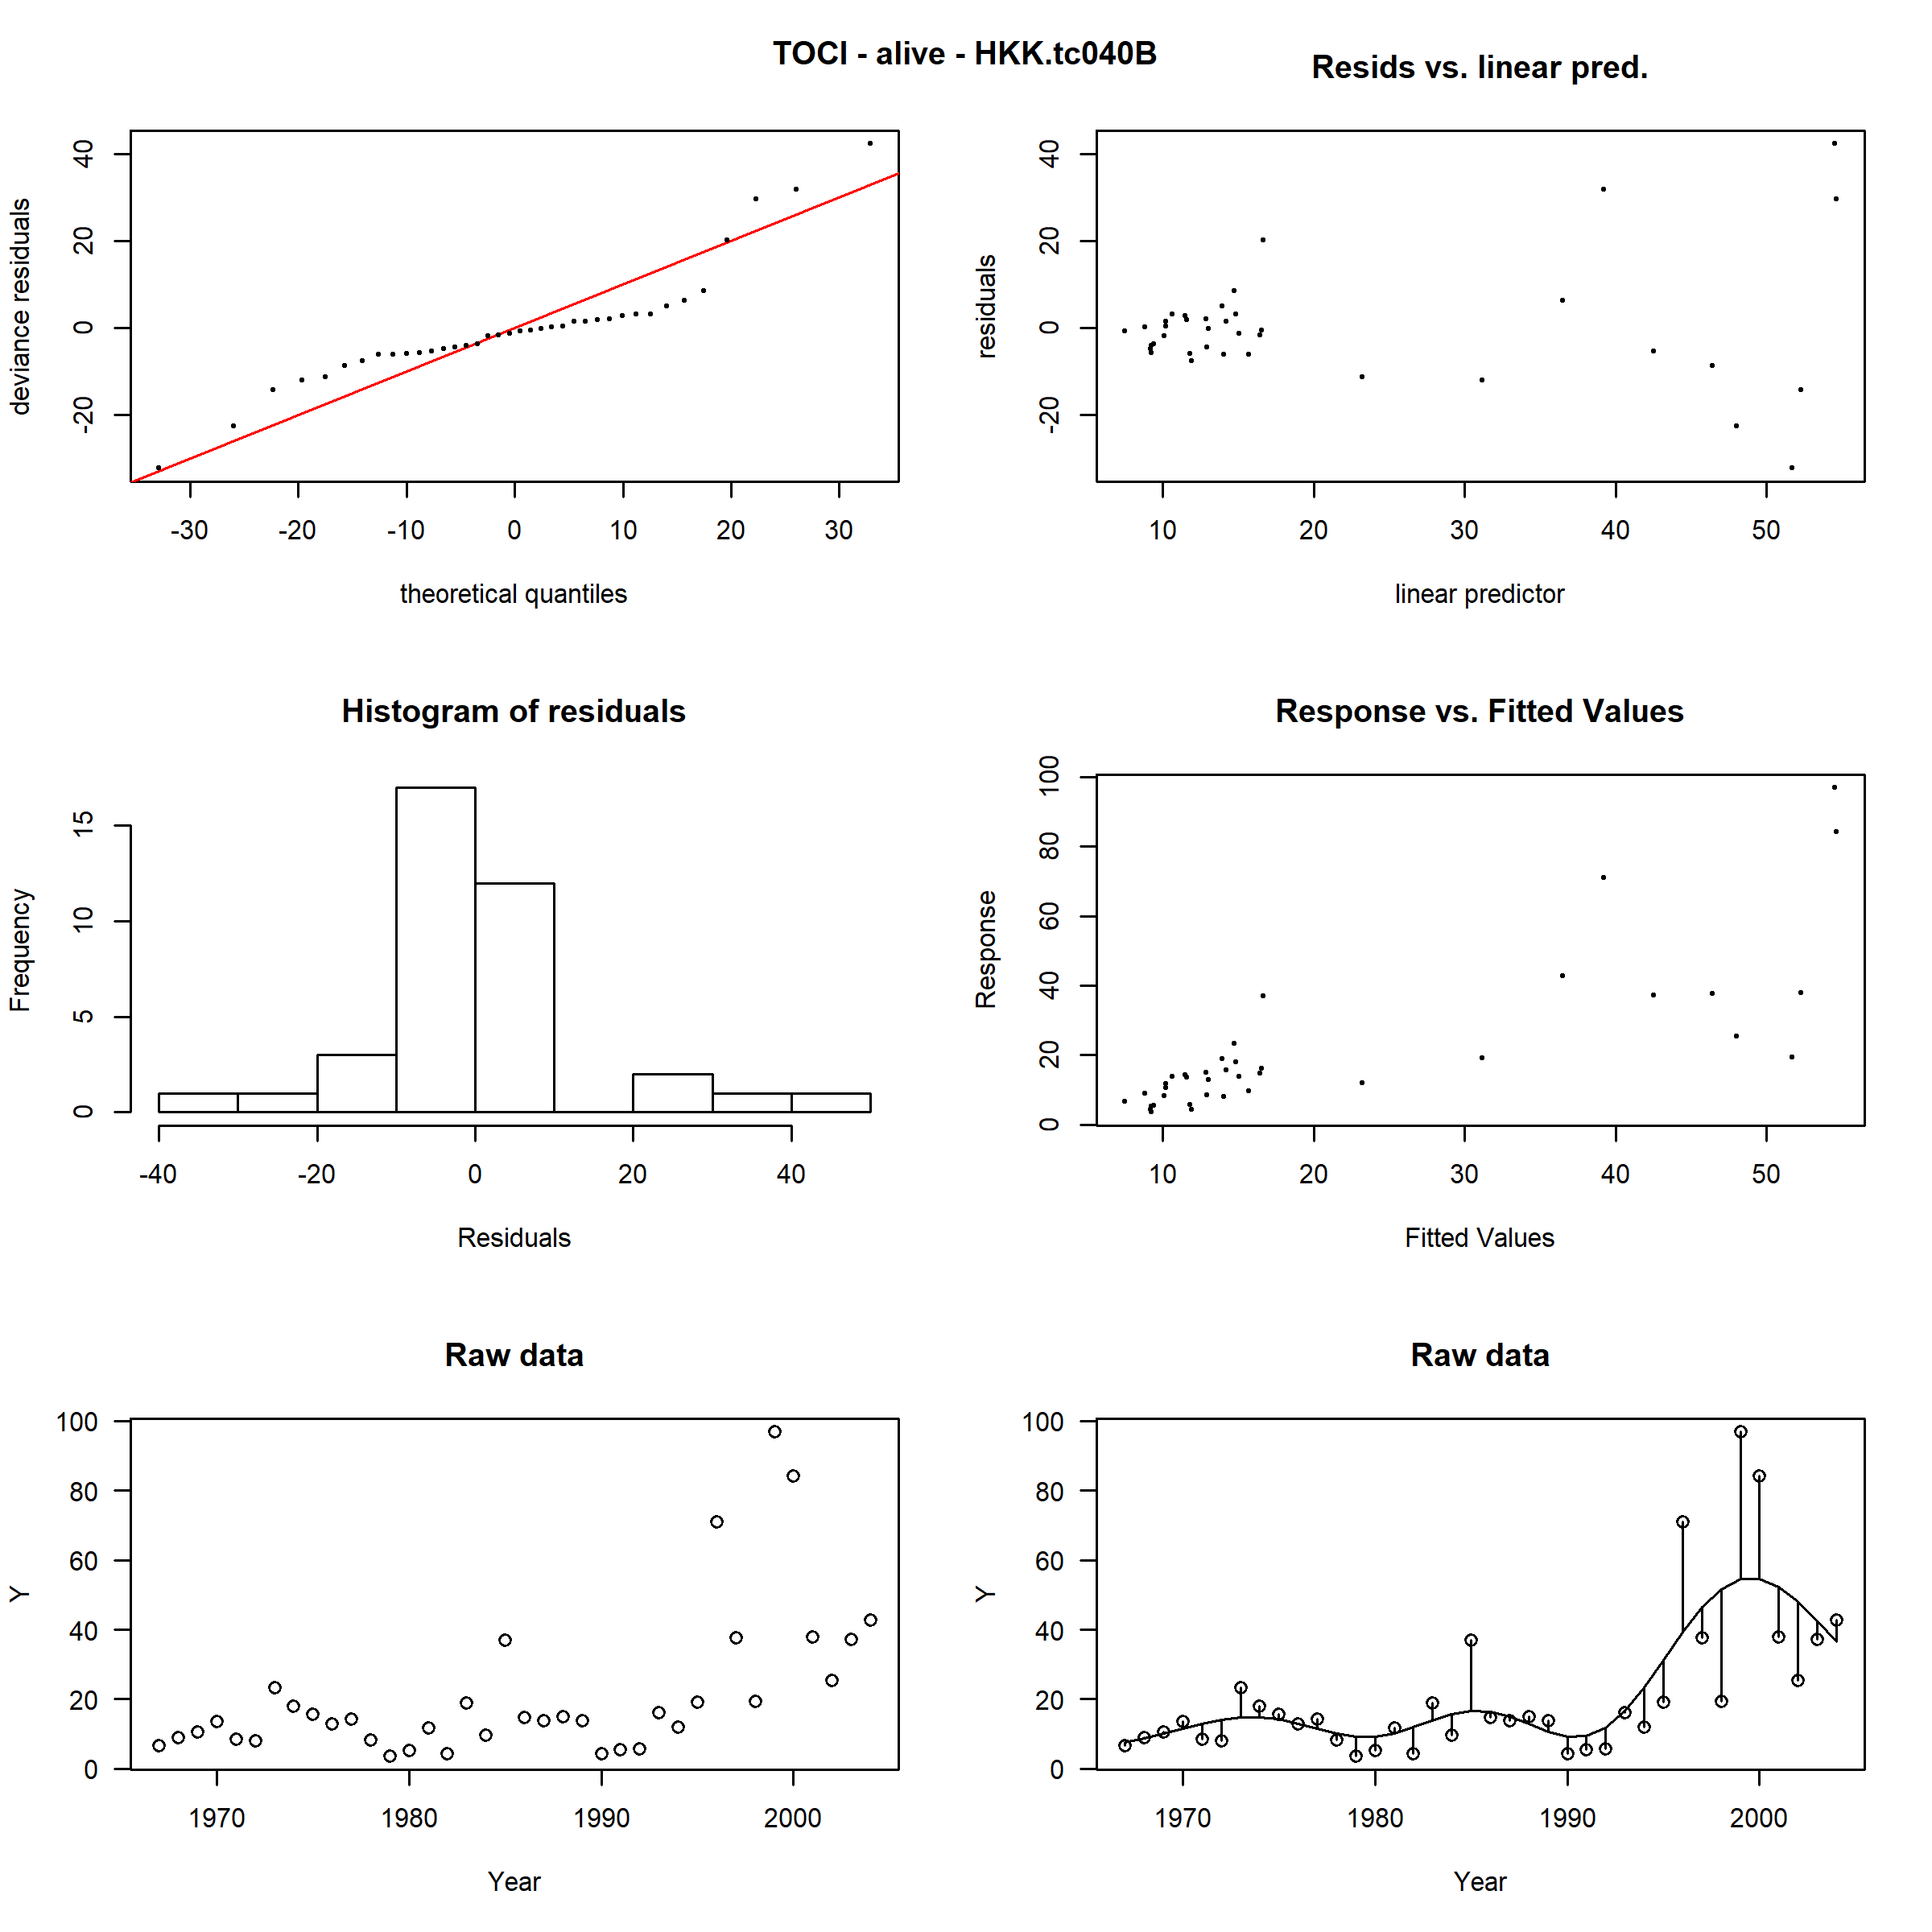 TOCI - alive - HKK.tc040B
Resids vs. linear pred.
deviance residuals
40
20
0
-20
-30 -20 -10 0 10 20 30
theoretical quantiles
residuals
40
20
0
-20
10 20 30 40 50
linear predictor
Histogram of residuals
Frequency
15
10
5
0
-40 -20 0 20 40
Residuals
Response vs. Fitted Values
Response
100
80
60
40
20
0
10 20 30 40 50
Fitted Values
Raw data
Y
100
80
60
40
20
0
1970 1980 1990 2000
Year
Raw data
Y
100
80
60
40
20
0
1970 1980 1990 2000
Year